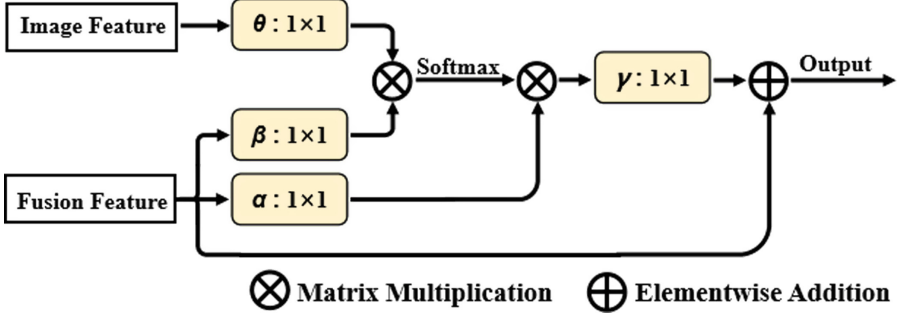 Image Feature
θ : 1×1
Softmax
Output
γ : 1×1
β : 1×1
Fusion Feature
α : 1×1
Matrix Multiplication
Elementwise Addition